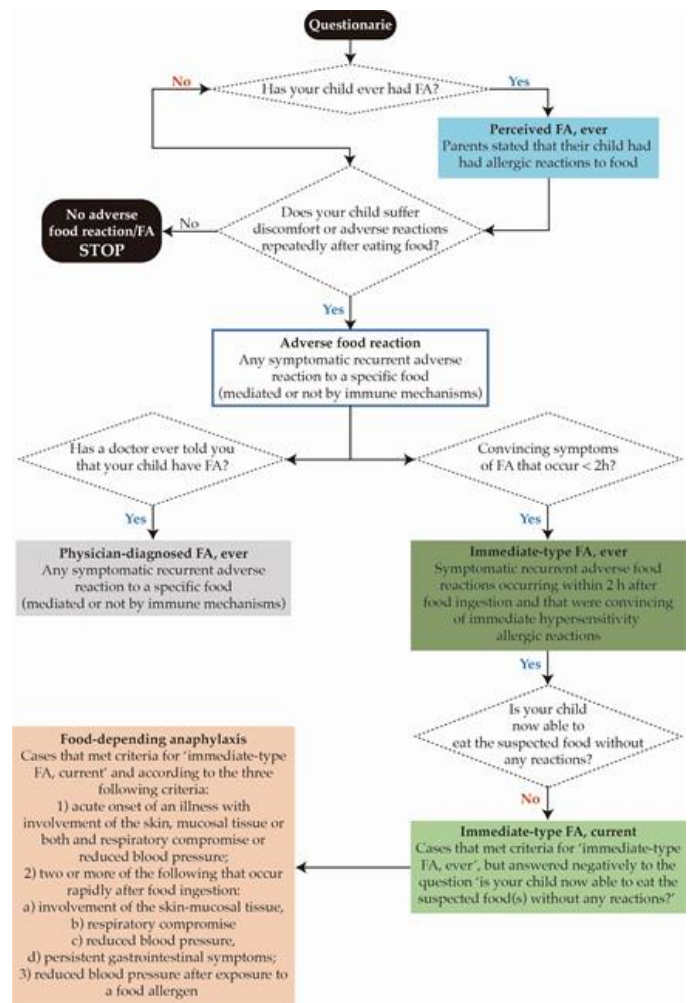 Questionarie
No
Has your child ever had FA?
Yes
Perceived FA, ever
Parents stated that their child had
had allergic reactions to food
No adverse
food reaction/FA
STOP
No
Does your child suffer
discomfort or adverse reactions
repeatedly after eating food?
Yes
Adverse food reaction
Any symptomatic recurrent adverse
reaction to a specific food
(mediated or not by immune mechanisms)
Has a doctor ever told you
that your child have FA?
Convincing symptoms
of FA that occur < 2h?
Yes
Yes
Physician-diagnosed FA, ever
Any symptomatic recurrent adverse
reaction to a specific food
(mediated or not by immune mechanisms)
Immediate-type FA, ever
Symptomatic recurrent adverse food
reactions occurring within 2 h after
food ingestion and that were convincing
of immediate hypersensitivity
allergic reactions
Yes
Is your child
now able to
eat the suspected food without
any reactions?
No
Food-depending anaphylaxis
Cases that met criteria for ‘immediate-type
FA, current’ and according to the three
following criteria:
1) acute onset of an illness with
involvement of the skin, mucosal tissue or
both and respiratory compromise or
reduced blood pressure;
2) two or more of the following that occur
rapidly after food ingestion:
a) involvement of the skin-mucosal tissue,
b) respiratory compromise
c) reduced blood pressure,
d) persistent gastrointestinal symptoms;
3) reduced blood pressure after exposure to
a food allergen
Immediate-type FA, current
Cases that met criteria for ‘immediate-type
FA, ever’, but answered negatively to the
question ‘is your child now able to eat the
suspected food(s) without any reactions?’